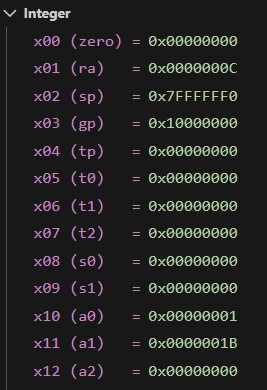 Integer
x00 (zero) = 0x00000000
x01 (ra) = 0x0000000C
x02 (sp) = 0x7FFFFFF0
x03 (gp) = 0x10000000
x04 (tp) = 0x00000000
x05 (t0) = 0x00000000
x06 (t1) = 0x00000000
x07 (t2) = 0x00000000
x08 (s0) = 0x00000000
x09 (s1) = 0x00000000
x10 (a0) = 0x00000001
x11 (a1) = 0x0000001B
x12 (a2) = 0x00000000